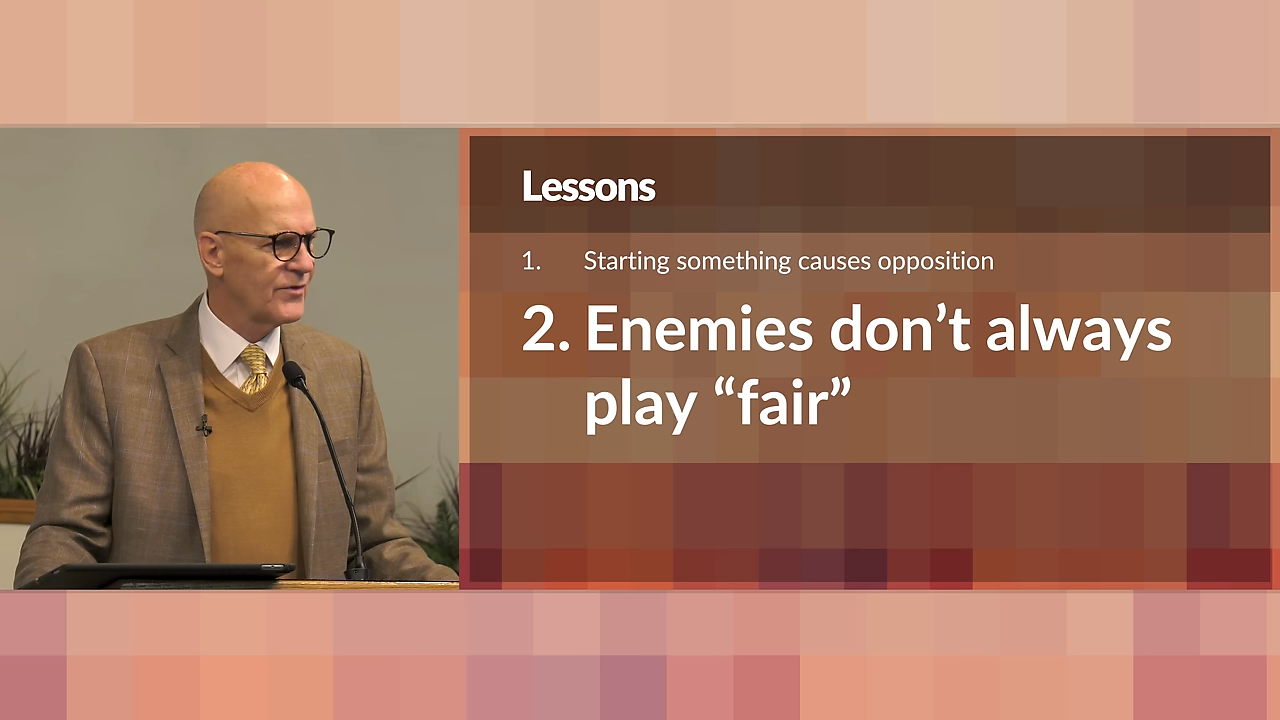 Lessons
1. Starting something causes opposition
2. Enemies don’t always
play “fair”